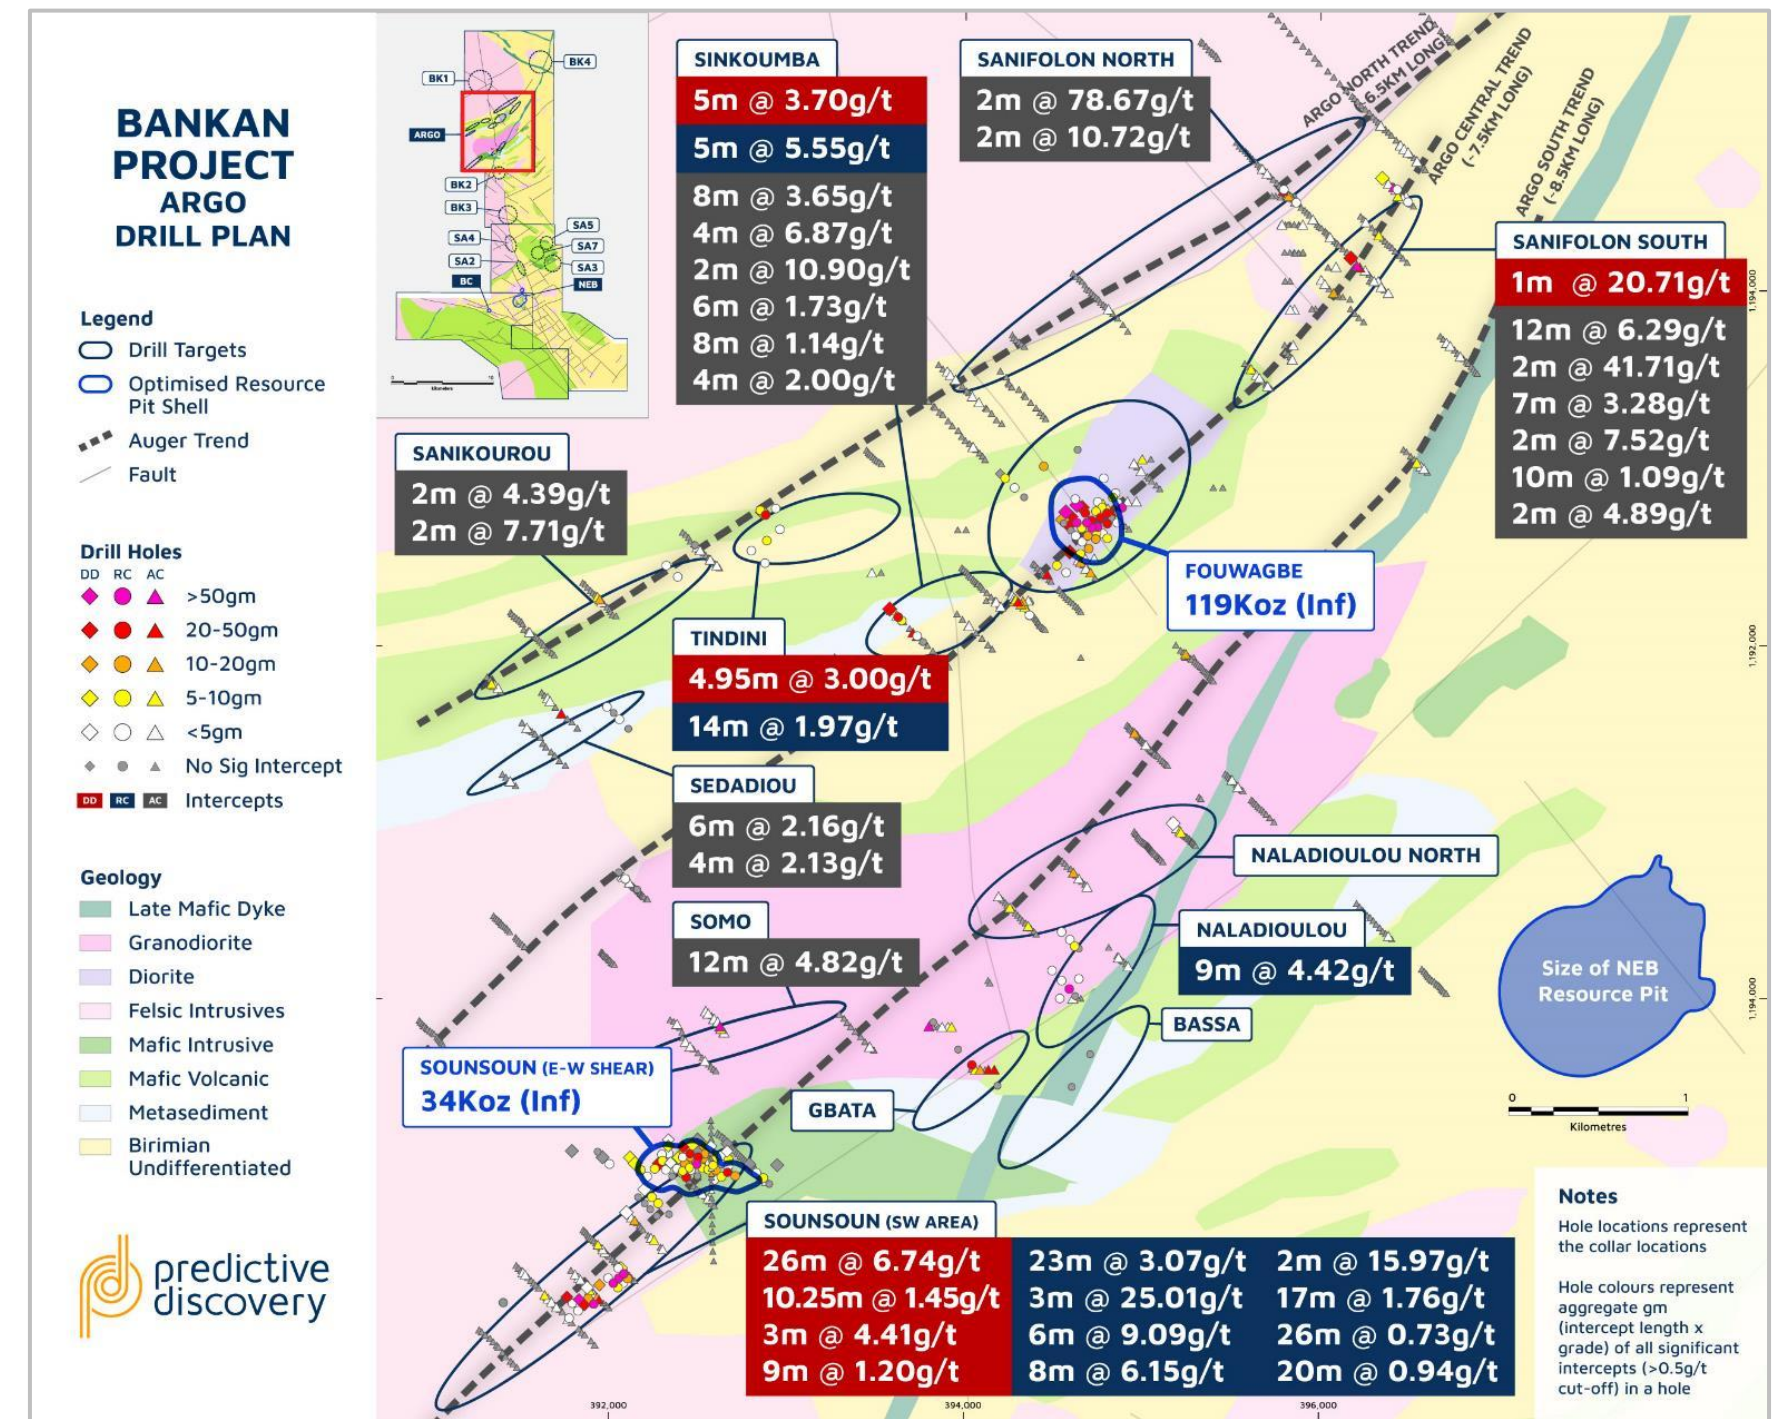 BANKAN
PROJECT
ARGO
DRILL PLAN
Legend
Drill Targets
Optimised Resource
Pit Shell
Auger Trend
Fault
Drill Holes
DD RC AC
>50gm
20-50gm
10-20gm
5-10gm
<5gm
No Sig Intercept
DD RC AC Intercepts
Geology
Late Mafic Dyke
Granodiorite
Diorite
Felsic Intrusives
Mafic Intrusive
Mafic Volcanic
Metasediment
Birimian
Undifferentiated
predictive
discovery
BK4
BK1
ARGO
BK2
BK3
SA5
SA4
SA7
SA2
SA3
BC
NEB
Kilometres
SINKOUMBA
5m @ 3.70g/t
5m @ 5.55g/t
8m @ 3.65g/t
4m @ 6.87g/t
2m @ 10.90g/t
6m @ 1.73g/t
8m @ 1.14g/t
4m @ 2.00g/t
SANIFOLON NORTH
2m @ 78.67g/t
2m @ 10.72g/t
ARGO NORTH TREND
6.5KM LONG)
ARGO CENTRAL TREND
(-7.5KM LONG)
ARGO SOUTH TREND
(-8.5KM LONG)
SANIFOLON SOUTH
1m @ 20.71g/t
12m @ 6.29g/t
2m @ 41.71g/t
7m @ 3.28g/t
2m @ 7.52g/t
10m @ 1.09g/t
2m @ 4.89g/t
1,194,000
SANIKOUROU
2m @ 4.39g/t
2m @ 7.71g/t
FOUWAGBE
119Koz (Inf)
TINDINI
4.95m @ 3.00g/t
14m @ 1.97g/t
1,192,000
SEDADIOU
6m @ 2.16g/t
4m @ 2.13g/t
NALADIOULOU NORTH
SOMO
12m @ 4.82g/t
NALADIOULOU
9m @ 4.42g/t
Size of NEB
Resource Pit
1,194,000
BASSA
SOUNSOUN (E-W SHEAR)
34Koz (Inf)
GBATA
0 1
Kilometres
SOUNSOUN (SW AREA)
26m @ 6.74g/t 23m @ 3.07g/t 2m @ 15.97g/t
10.25m @ 1.45g/t 3m @ 25.01g/t 17m @ 1.76g/t
3m @ 4.41g/t 6m @ 9.09g/t 26m @ 0.73g/t
9m @ 1.20g/t 8m @ 6.15g/t 20m @ 0.94g/t
Notes
Hole locations represent
the collar locations
Hole colours represent
aggregate gm
(intercept length x
grade) of all significant
intercepts (>0.5g/t
cut-off) in a hole
392,000 394,000 396,000